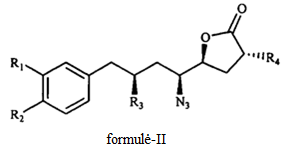 O
O
R₁
R₄
R₂
R₃
N₃
formulė-II